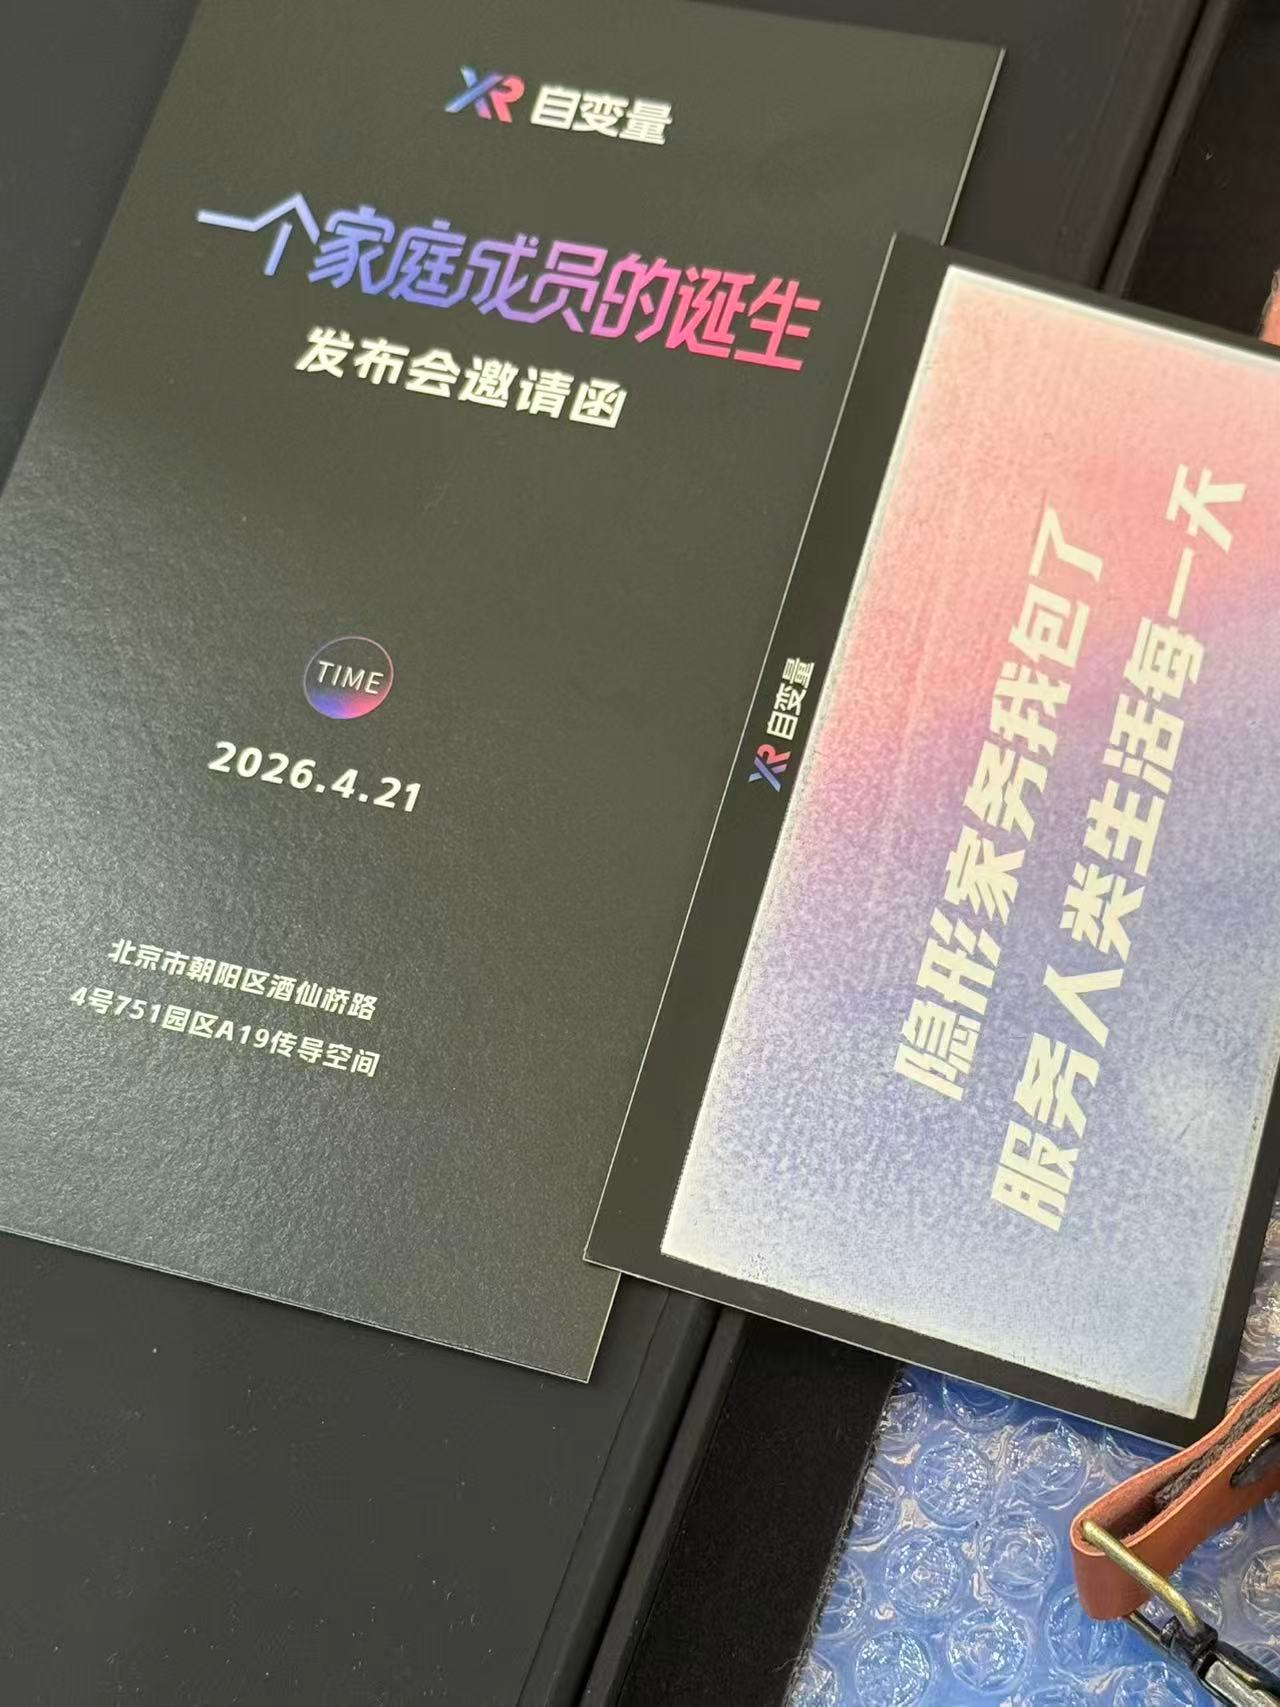 XR 自变量
一个家庭成员的诞生
发布会邀请函
TIME
2026.4.21
北京市朝阳区酒仙桥路
4号751园区A19传导空间
XR 自变量
隐形家务我包了
服务人类生活每一天